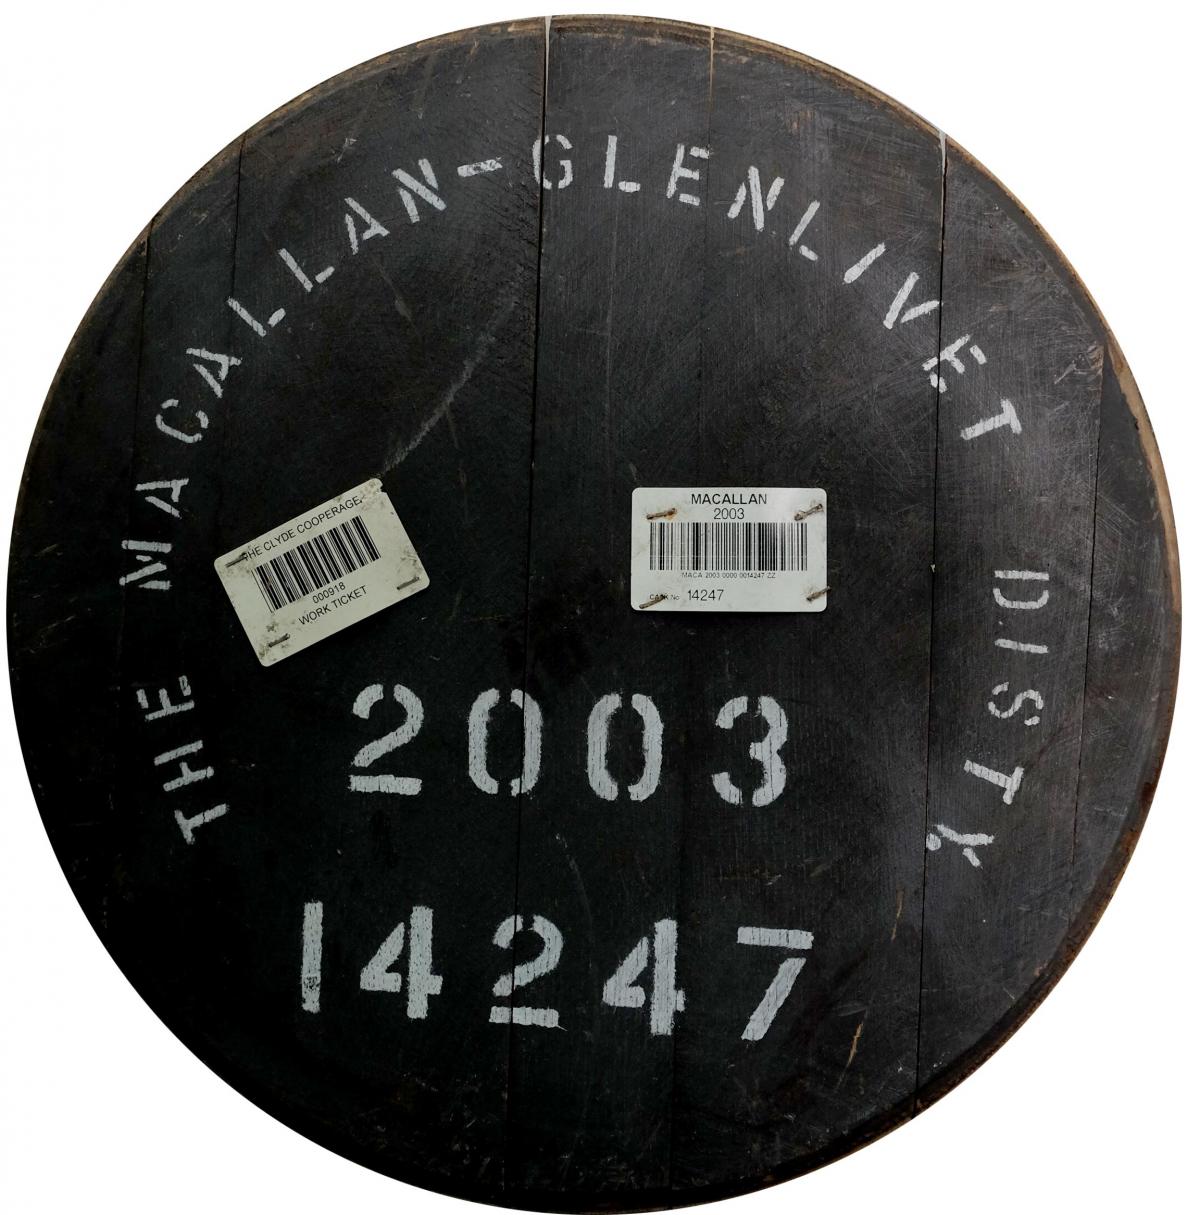 THE MACALLAN-GLENLIVET DISTY
THE CLYDE COOPERAGE
000918
WORK TICKET
MACALLAN
2003
MACA 2003 0000 0014247 ZZ
CASK No 14247
2003
14247